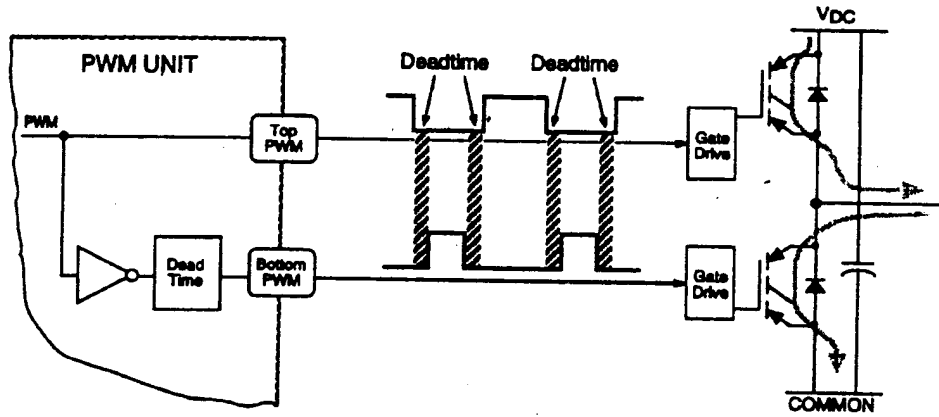 VDC
PWM UNIT
Deadtime
Deadtime
PWM
Top
PWM
Gate
Drive
Dead
Time
Bottom
PWM
Gate
Drive
COMMON